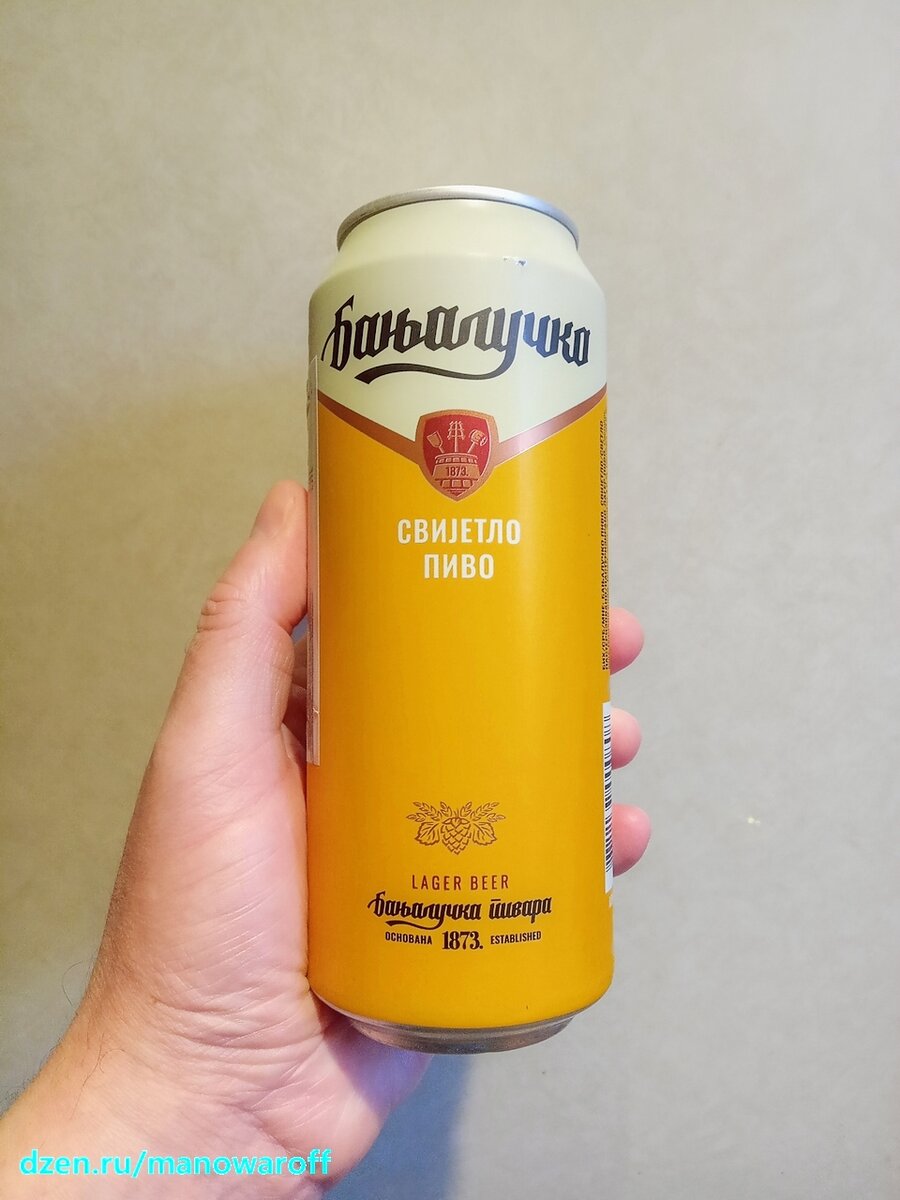 Бањалучка
1873.
СВИЈЕТЛО
ПИВО
LAGER BEER
Бањалучка пивара
ОСНОВАНА 1873. ESTABLISHED
dzen.ru/manowaroff